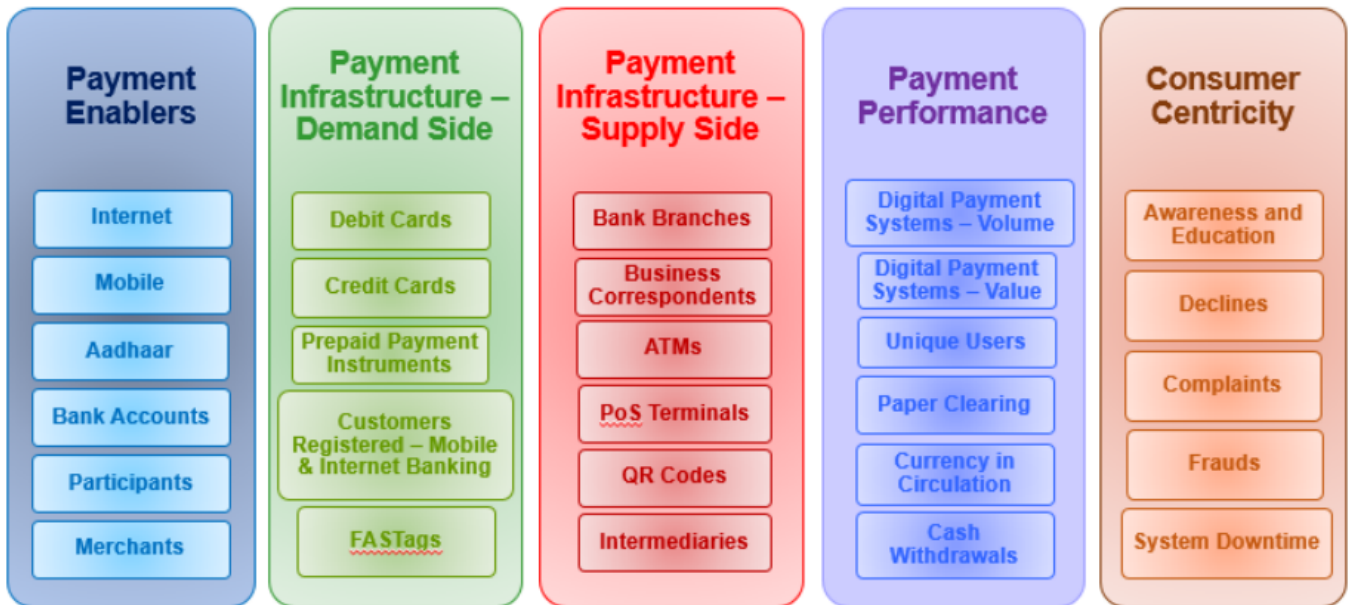 Payment
Enablers
Internet
Mobile
Aadhaar
Bank Accounts
Participants
Merchants
Payment
Infrastructure –
Demand Side
Debit Cards
Credit Cards
Prepaid Payment
Instruments
Customers
Registered – Mobile
& Internet Banking
FASTags
Payment
Infrastructure –
Supply Side
Bank Branches
Business
Correspondents
ATMs
PoS Terminals
QR Codes
Intermediaries
Payment
Performance
Digital Payment
Systems – Volume
Digital Payment
Systems – Value
Unique Users
Paper Clearing
Currency in
Circulation
Cash
Withdrawals
Consumer
Centricity
Awareness and
Education
Declines
Complaints
Frauds
System Downtime